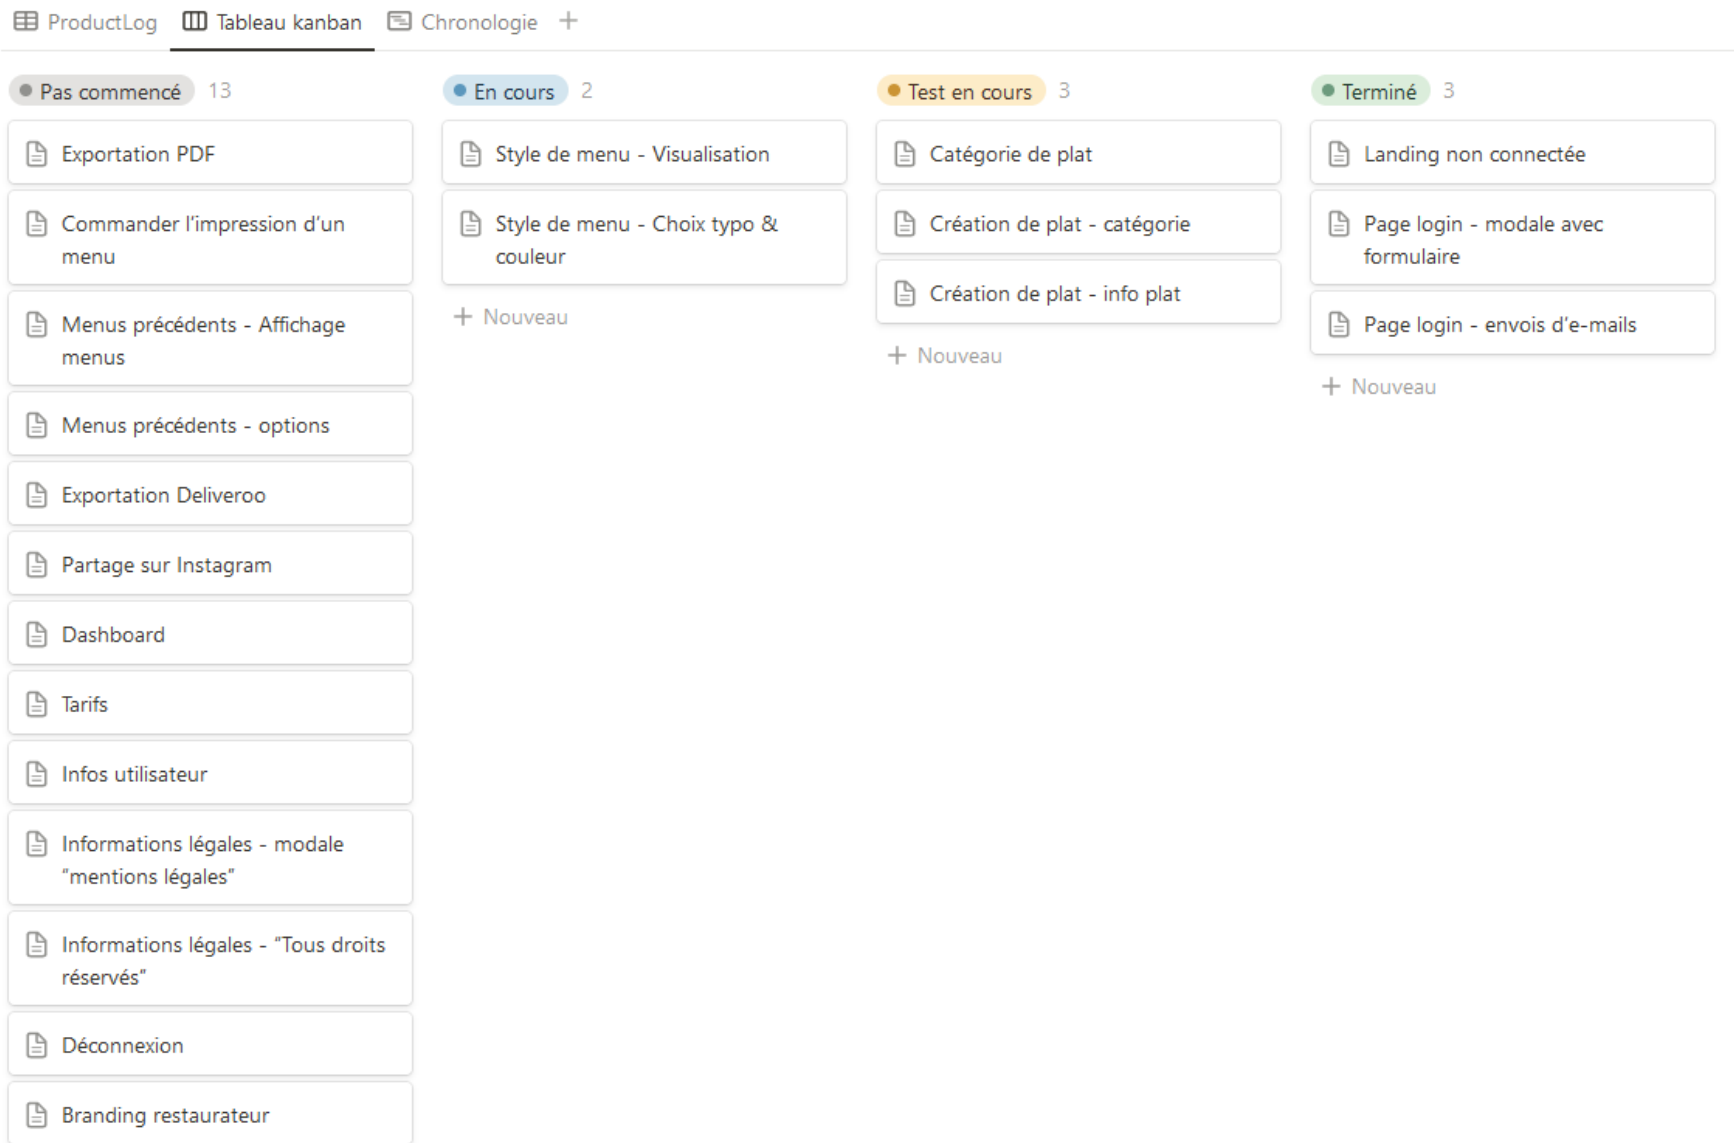 ProductLog Tableau kanban Chronologie +
Pas commencé 13
Exportation PDF
Commander l'impression d'un
menu
Menus précédents - Affichage
menus
Menus précédents - options
Exportation Deliveroo
Partage sur Instagram
Dashboard
Tarifs
Infos utilisateur
Informations légales - modale
"mentions légales"
Informations légales - "Tous droits
réservés"
Déconnexion
Branding restaurateur
En cours 2
Style de menu - Visualisation
Style de menu - Choix typo &
couleur
+ Nouveau
Test en cours 3
Catégorie de plat
Création de plat - catégorie
Création de plat - info plat
+ Nouveau
Terminé 3
Landing non connectée
Page login - modale avec
formulaire
Page login - envois d'e-mails
+ Nouveau